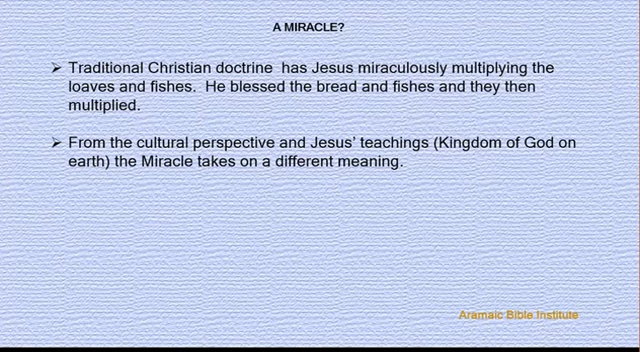 A MIRACLE?
➢ Traditional Christian doctrine has Jesus miraculously multiplying the
loaves and fishes. He blessed the bread and fishes and they then
multiplied.
➢ From the cultural perspective and Jesus' teachings (Kingdom of God on
earth) the Miracle takes on a different meaning.
Aramaic Bible Institute